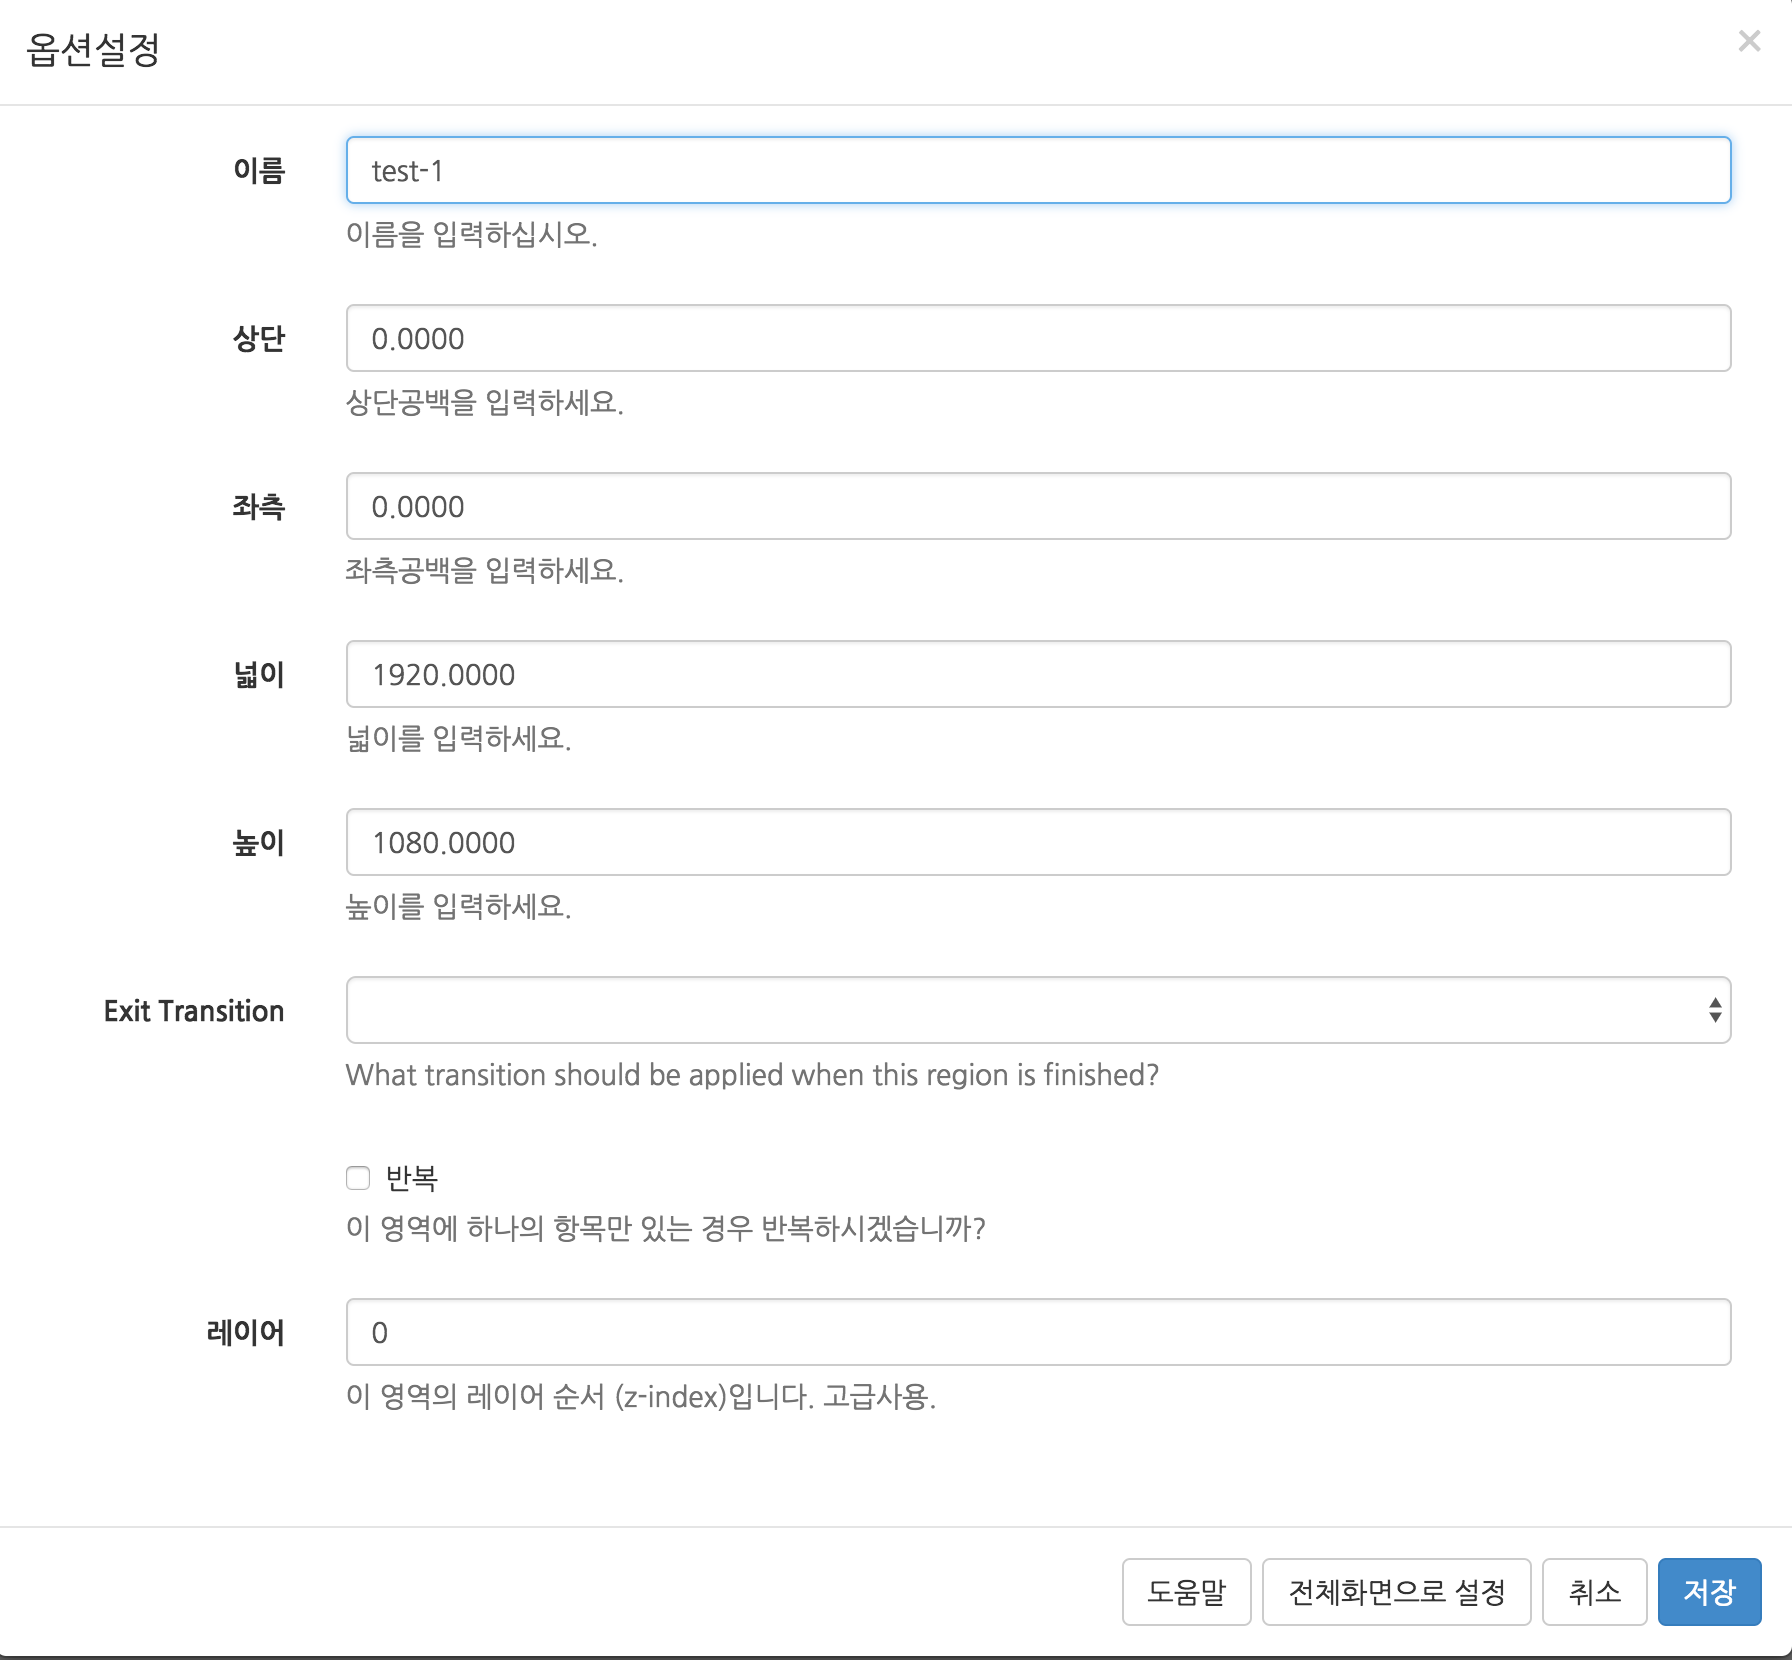 옵션설정
×
이름
test-1
이름을 입력하십시오.
상단
0.0000
상단공백을 입력하세요.
좌측
0.0000
좌측공백을 입력하세요.
넓이
1920.0000
넓이를 입력하세요.
높이
1080.0000
높이를 입력하세요.
Exit Transition
What transition should be applied when this region is finished?
반복
이 영역에 하나의 항목만 있는 경우 반복하시겠습니까?
레이어
0
이 영역의 레이어 순서 (z-index)입니다. 고급사용.
도움말 전체화면으로 설정 취소 저장